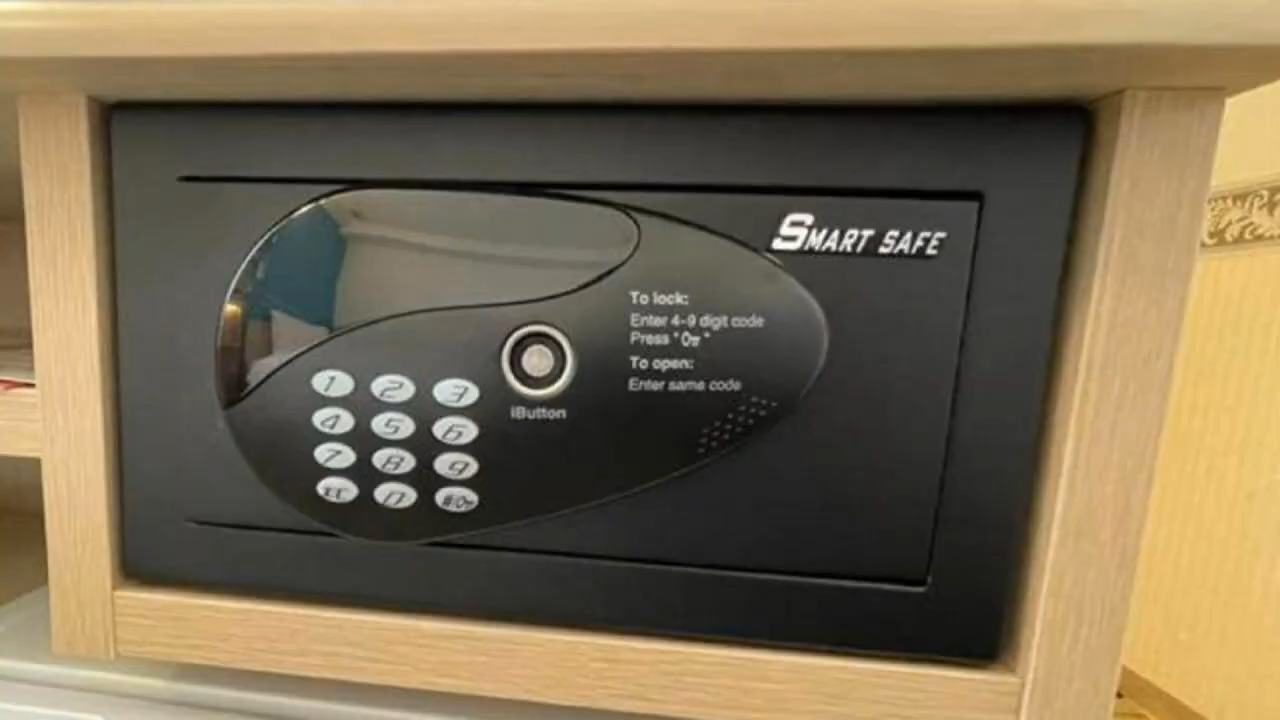 SMART SAFE
To lock:
Enter 4-9 digit code
Press "
"
To open:
Enter same code
iButton
1 2 3
4 5 6
7 8 9
0